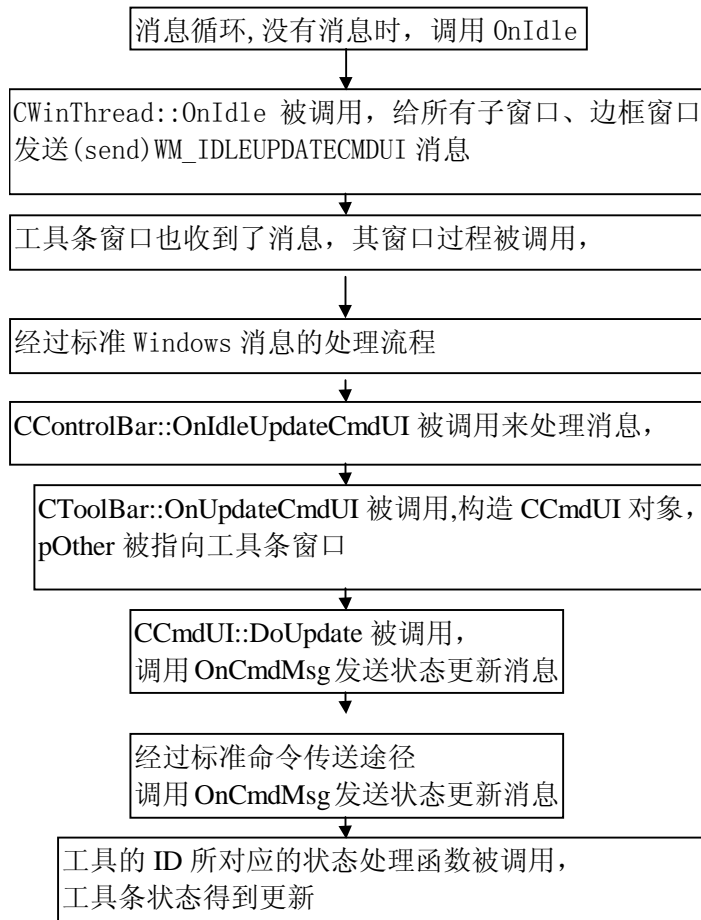 消息循环,没有消息时，调用 OnIdle
CWinThread::OnIdle 被调用，给所有子窗口、边框窗口
发送(send)WM_IDLEUPDATECMDUI 消息
工具条窗口也收到了消息，其窗口过程被调用，
经过标准 Windows 消息的处理流程
CControlBar::OnIdleUpdateCmdUI 被调用来处理消息，
CToolBar::OnUpdateCmdUI 被调用,构造 CCmdUI 对象，
pOther 被指向工具条窗口
CCmdUI::DoUpdate 被调用，
调用 OnCmdMsg 发送状态更新消息
经过标准命令传送途径
调用 OnCmdMsg 发送状态更新消息
工具的 ID 所对应的状态处理函数被调用，
工具条状态得到更新